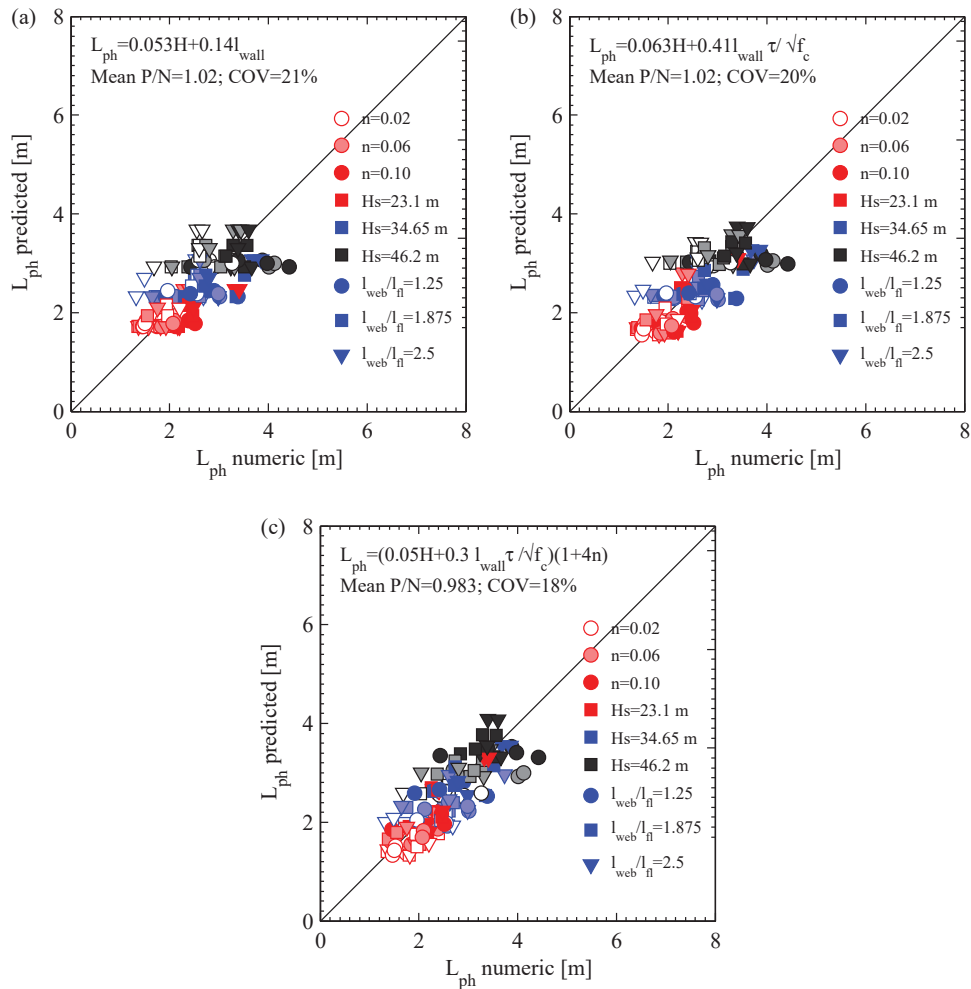 (a)
L_ph=0.053H+0.14l_wall
Mean P/N=1.02; COV=21%
n=0.02
n=0.06
n=0.10
Hs=23.1 m
Hs=34.65 m
Hs=46.2 m
l_web/l_fl=1.25
l_web/l_fl=1.875
l_web/l_fl=2.5
8
6
4
2
0
L_ph predicted [m]
0 2 4 6 8
L_ph numeric [m]
(b)
L_ph=0.063H+0.41l_wall τ/√f_c
Mean P/N=1.02; COV=20%
n=0.02
n=0.06
n=0.10
Hs=23.1 m
Hs=34.65 m
Hs=46.2 m
l_web/l_fl=1.25
l_web/l_fl=1.875
l_web/l_fl=2.5
8
6
4
2
0
L_ph predicted [m]
0 2 4 6 8
L_ph numeric [m]
(c)
L_ph=(0.05H+0.3 l_wall τ/√f_c)(1+4n)
Mean P/N=0.983; COV=18%
n=0.02
n=0.06
n=0.10
Hs=23.1 m
Hs=34.65 m
Hs=46.2 m
l_web/l_fl=1.25
l_web/l_fl=1.875
l_web/l_fl=2.5
8
6
4
2
0
L_ph predicted [m]
0 2 4 6 8
L_ph numeric [m]